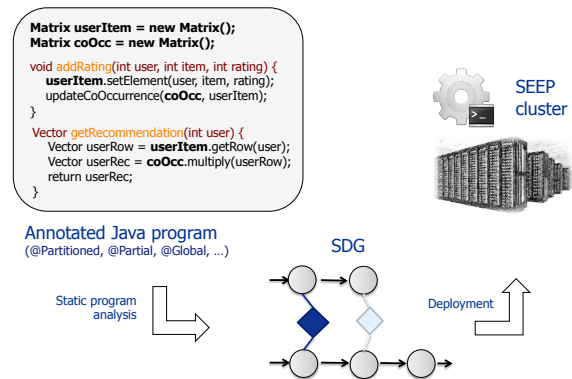 Matrix userItem = new Matrix();
Matrix coOcc = new Matrix();
void addRating(int user, int item, int rating) {
userItem.setElement(user, item, rating);
updateCoOccurrence(coOcc, userItem);
}
Vector getRecommendation(int user) {
Vector userRow = userItem.getRow(user);
Vector userRec = coOcc.multiply(userRow);
return userRec;
}
SEEP
cluster
>_
Annotated Java program
(@Partitioned, @Partial, @Global, …)
SDG
Static program
analysis
Deployment